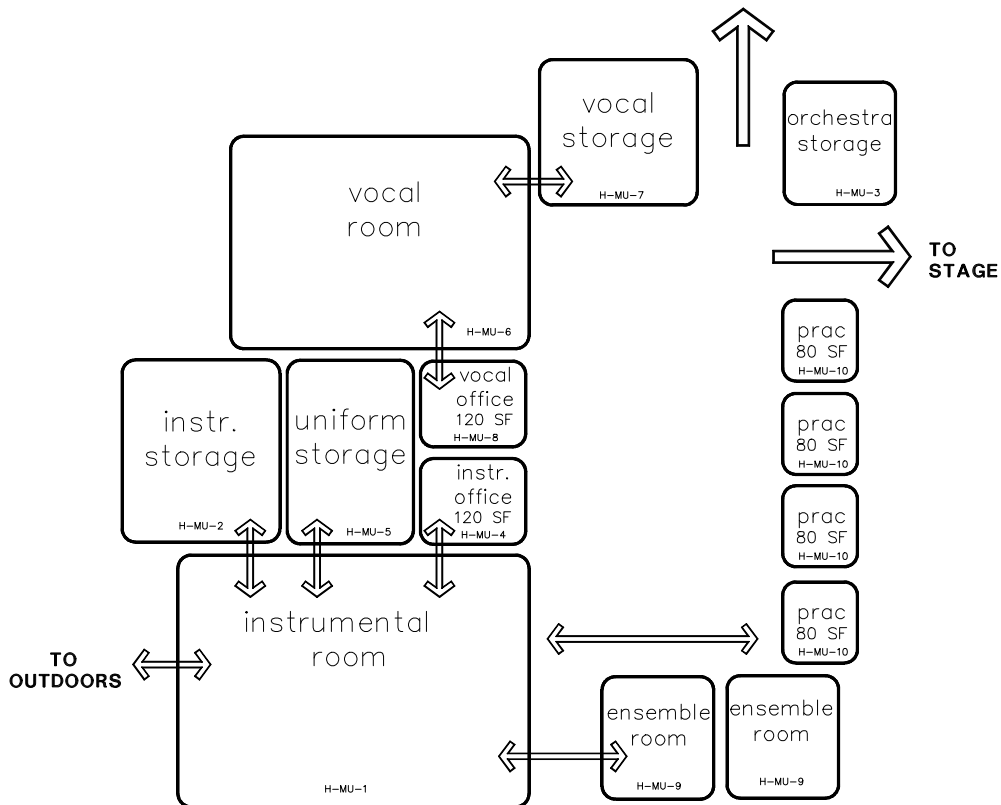 vocal
storage
H-MU-7
orchestra
storage
H-MU-3
vocal
room
H-MU-6
TO
STAGE
prac
80 SF
H-MU-10
instr.
storage
H-MU-2
uniform
storage
H-MU-5
vocal
office
120 SF
H-MU-8
prac
80 SF
H-MU-10
instr.
office
120 SF
H-MU-4
prac
80 SF
H-MU-10
instrumental
room
H-MU-1
prac
80 SF
H-MU-10
TO
OUTDOORS
ensemble
room
H-MU-9
ensemble
room
H-MU-9